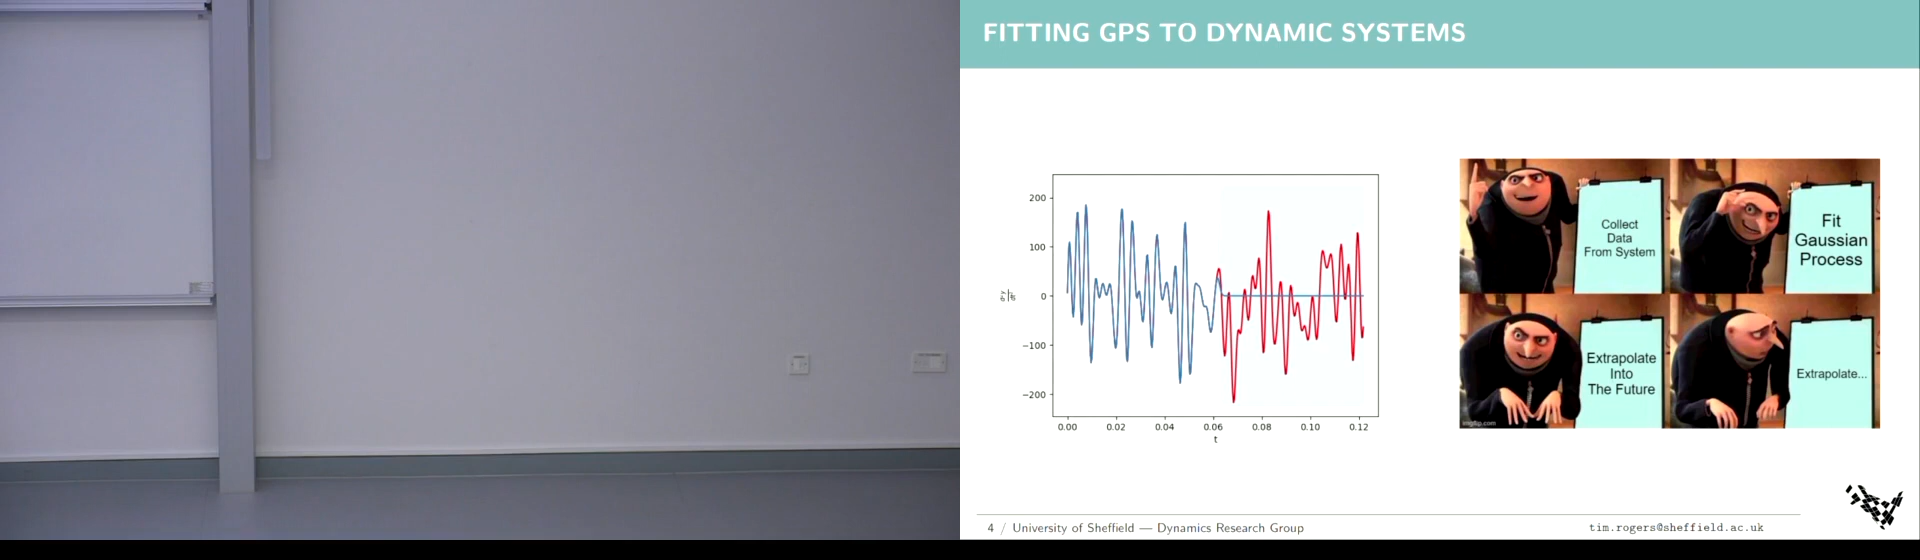 FITTING GPS TO DYNAMIC SYSTEMS
200
100
0
−100
−200
0.00 0.02 0.04 0.06 0.08 0.10 0.12
t
Collect
Data
From System
Fit
Gaussian
Process
Extrapolate
Into
The Future
Extrapolate...
imgflip.com
4 / University of Sheffield — Dynamics Research Group
tim.rogers@sheffield.ac.uk